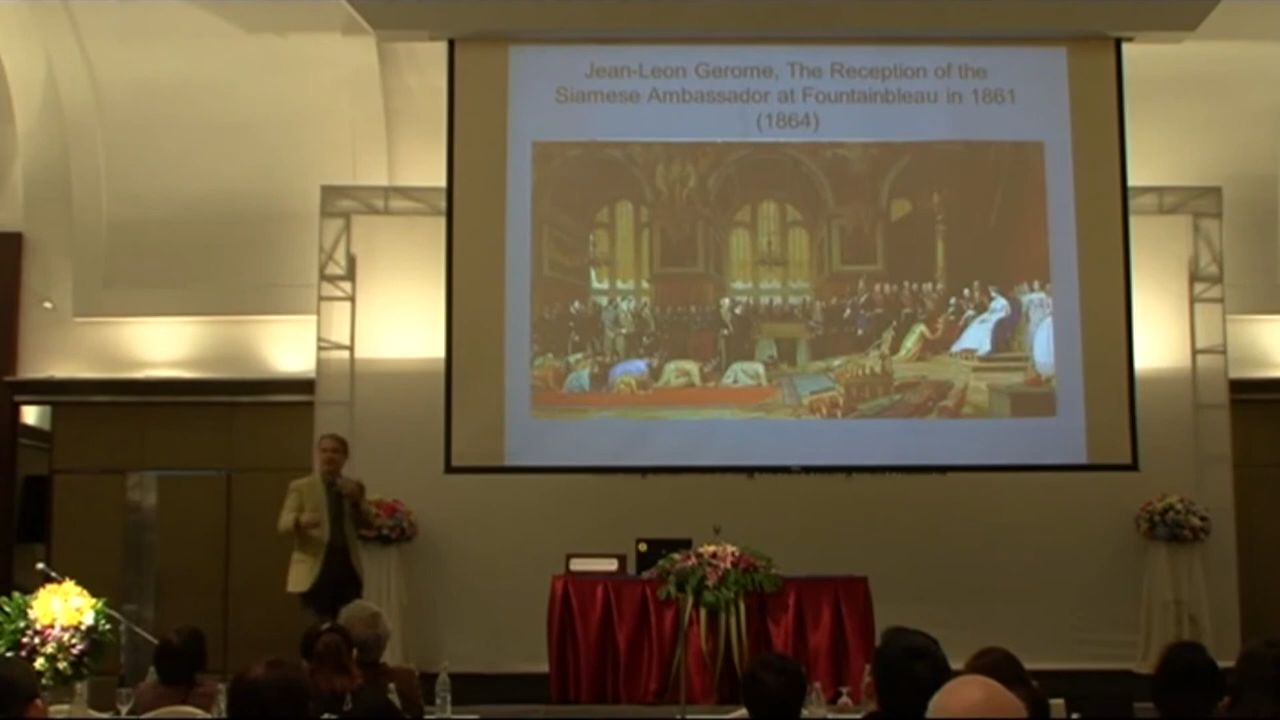 Jean-Leon Gerome, The Reception of the
Siamese Ambassador at Fountainbleau in 1861
(1864)